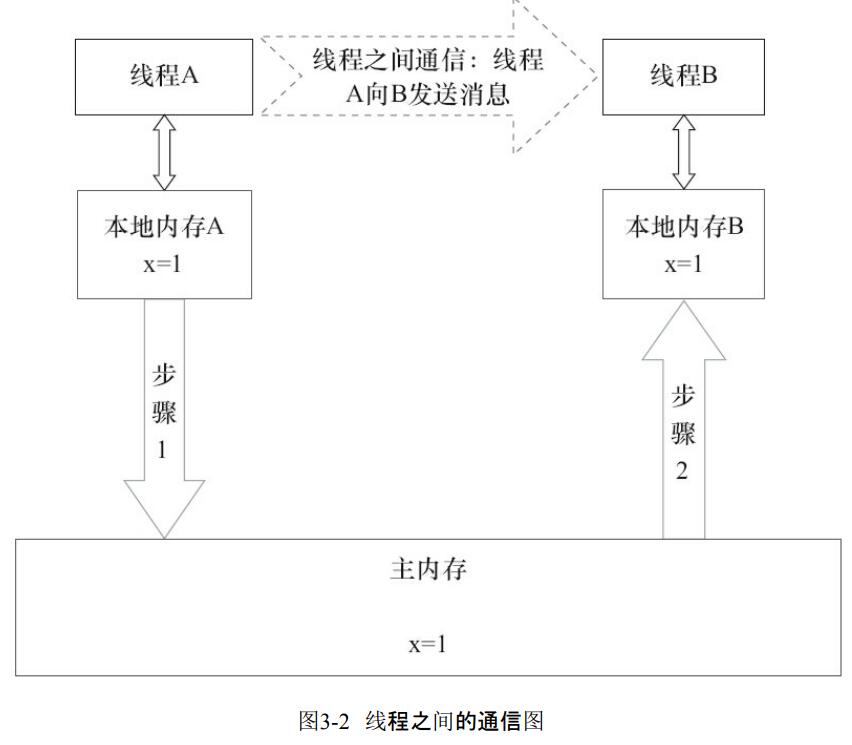 线程A
线程之间通信：线程
A向B发送消息
线程B
本地内存A
x=1
本地内存B
x=1
步
骤
1
步
骤
2
主内存
x=1
图3-2 线程之间的通信图